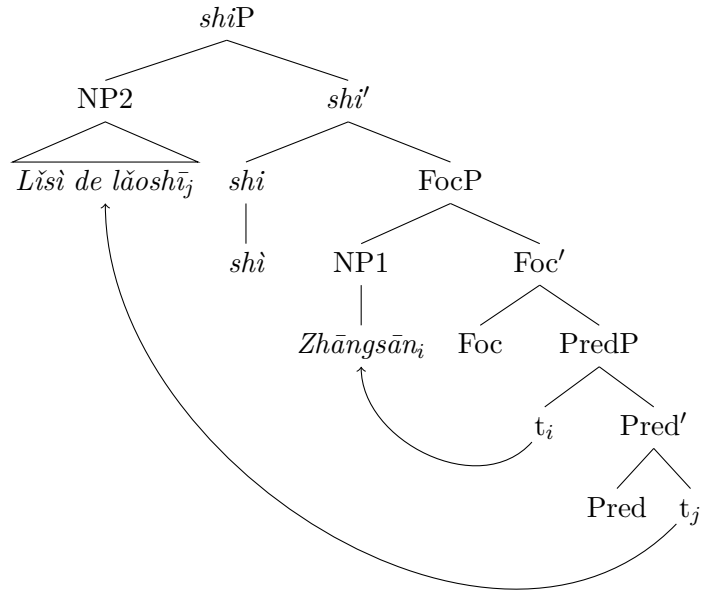 shiP
NP2 shi′
Lǐsì de lǎoshī_j shi FocP
shì NP1 Foc′
Zhāngsān_i Foc PredP
t_i Pred′
Pred t_j